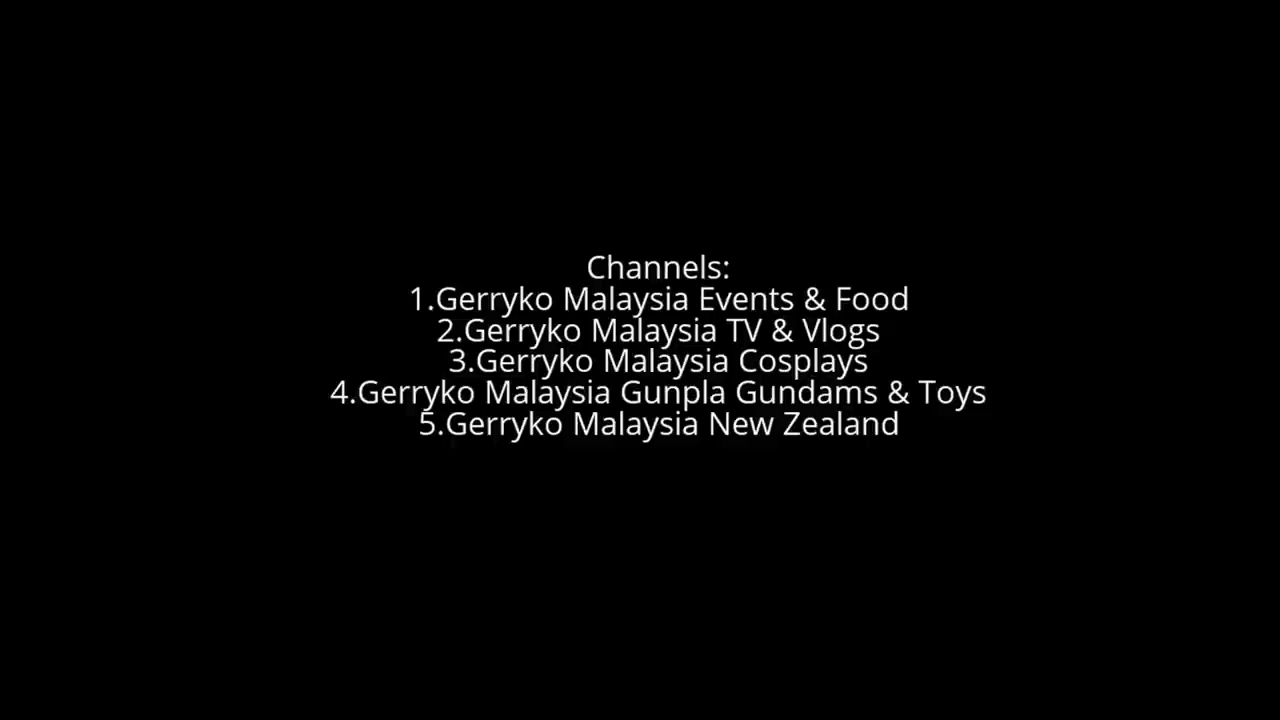 Channels:
1.Gerryko Malaysia Events & Food
2.Gerryko Malaysia TV & Vlogs
3.Gerryko Malaysia Cosplays
4.Gerryko Malaysia Gunpla Gundams & Toys
5.Gerryko Malaysia New Zealand